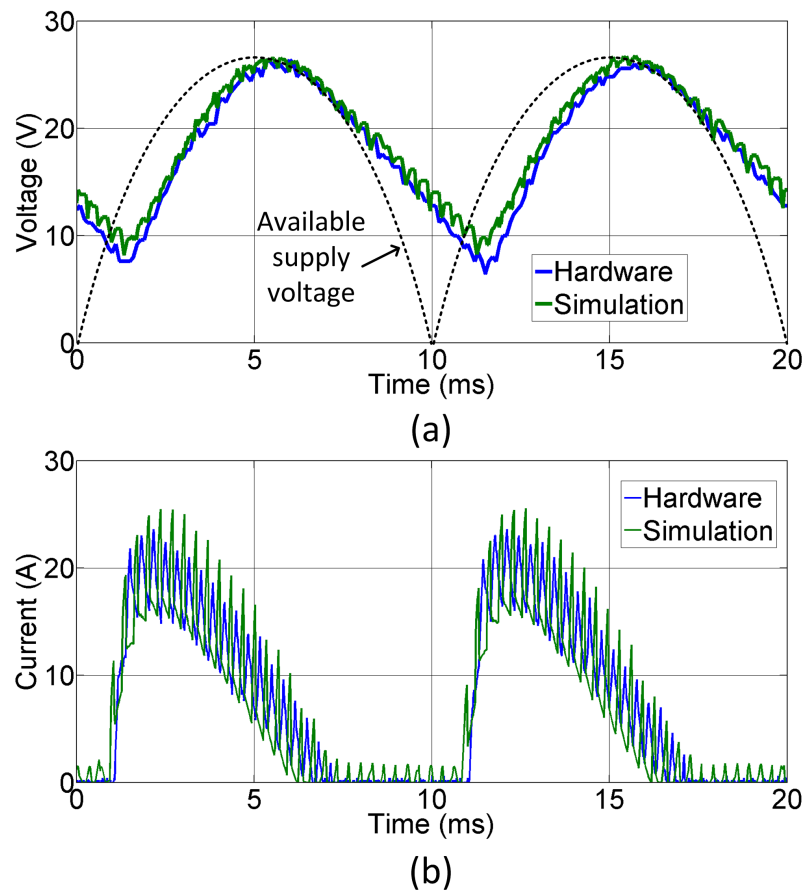 30
20
10
0
Voltage (V)
Available
supply
voltage
Hardware
Simulation
0
5
10
15
20
Time (ms)
(a)
30
20
10
0
Current (A)
Hardware
Simulation
0
5
10
15
20
Time (ms)
(b)